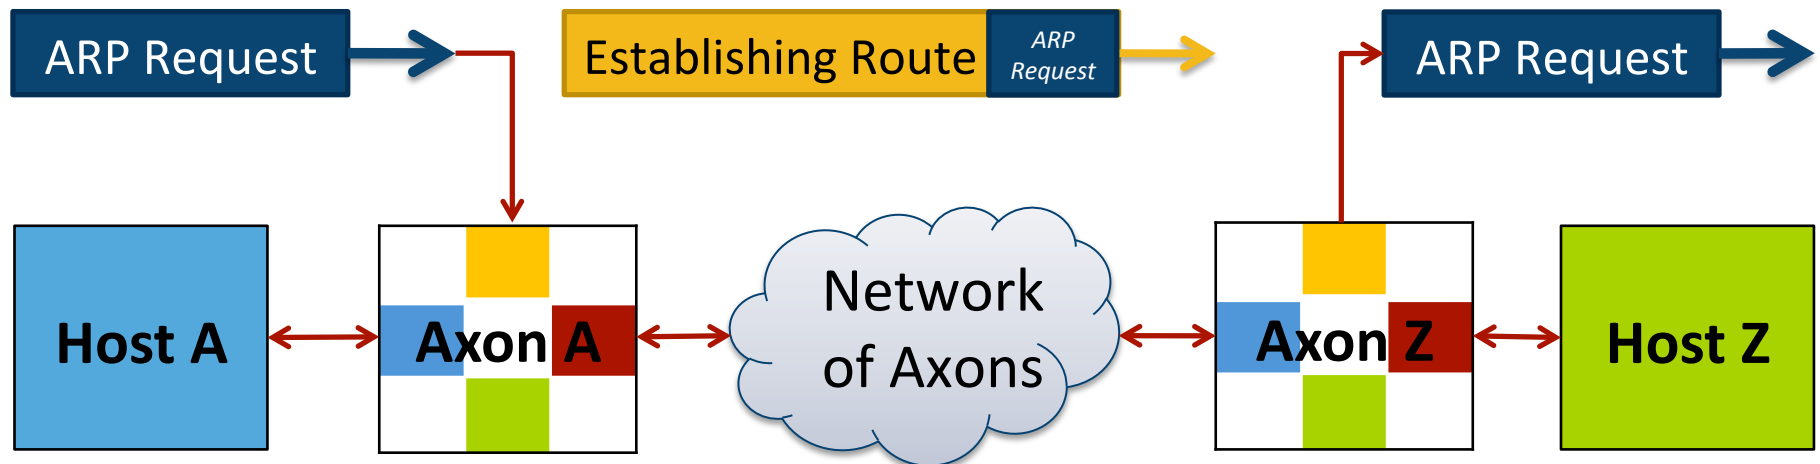 ARP Request
Establishing Route
ARP
Request
ARP Request
Host A
Axon A
Network
of Axons
Axon Z
Host Z